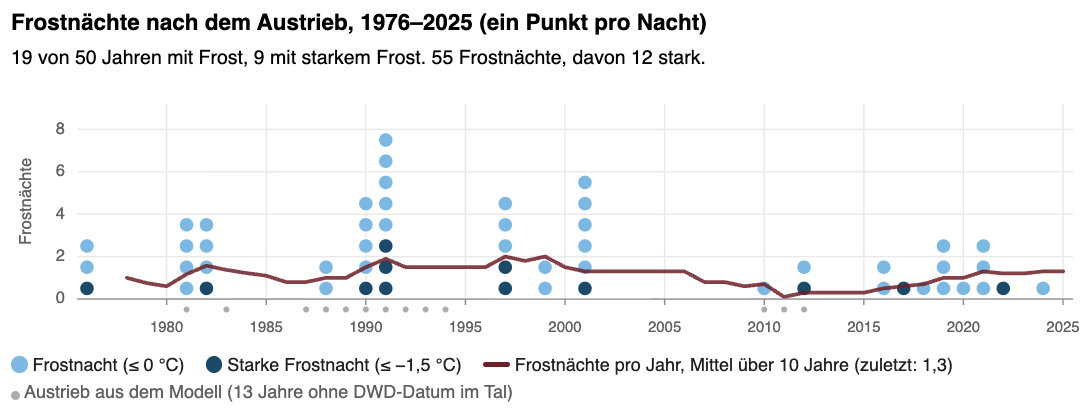 Frostnächte nach dem Austrieb, 1976–2025 (ein Punkt pro Nacht)
19 von 50 Jahren mit Frost, 9 mit starkem Frost. 55 Frostnächte, davon 12 stark.
Frostnächte
8
6
4
2
0
1980 1985 1990 1995 2000 2005 2010 2015 2020 2025
Frostnacht (≤ 0 °C) Starke Frostnacht (≤ −1,5 °C) Frostnächte pro Jahr, Mittel über 10 Jahre (zuletzt: 1,3)
Austrieb aus dem Modell (13 Jahre ohne DWD-Datum im Tal)